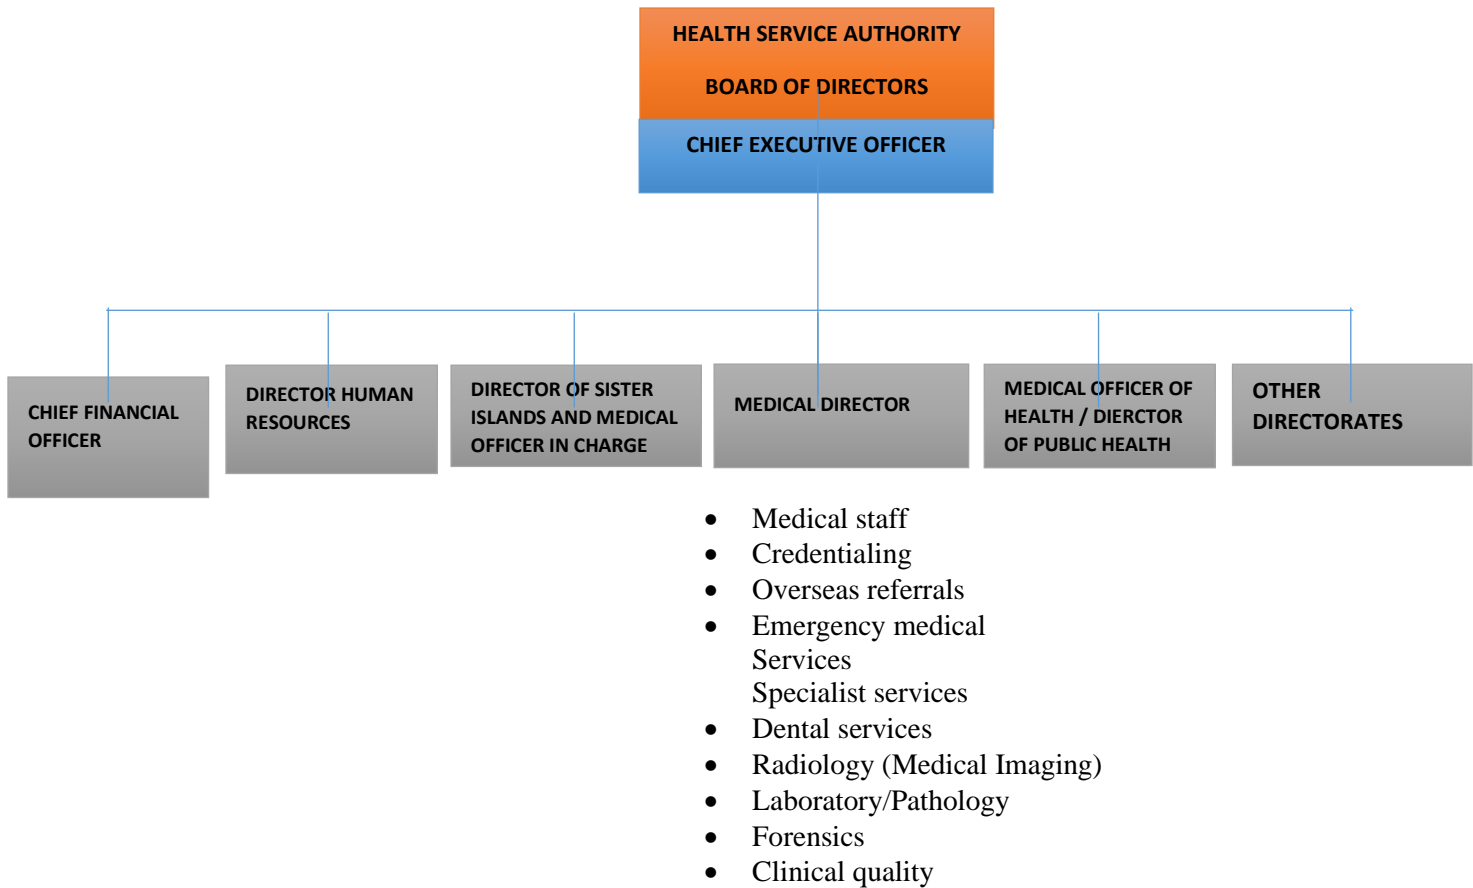 HEALTH SERVICE AUTHORITY
BOARD OF DIRECTORS
CHIEF EXECUTIVE OFFICER
CHIEF FINANCIAL
OFFICER
DIRECTOR HUMAN
RESOURCES
DIRECTOR OF SISTER
ISLANDS AND MEDICAL
OFFICER IN CHARGE
MEDICAL DIRECTOR
MEDICAL OFFICER OF
HEALTH / DIERCTOR
OF PUBLIC HEALTH
OTHER
DIRECTORATES
• Medical staff
• Credentialing
• Overseas referrals
• Emergency medical
Services
Specialist services
• Dental services
• Radiology (Medical Imaging)
• Laboratory/Pathology
• Forensics
• Clinical quality